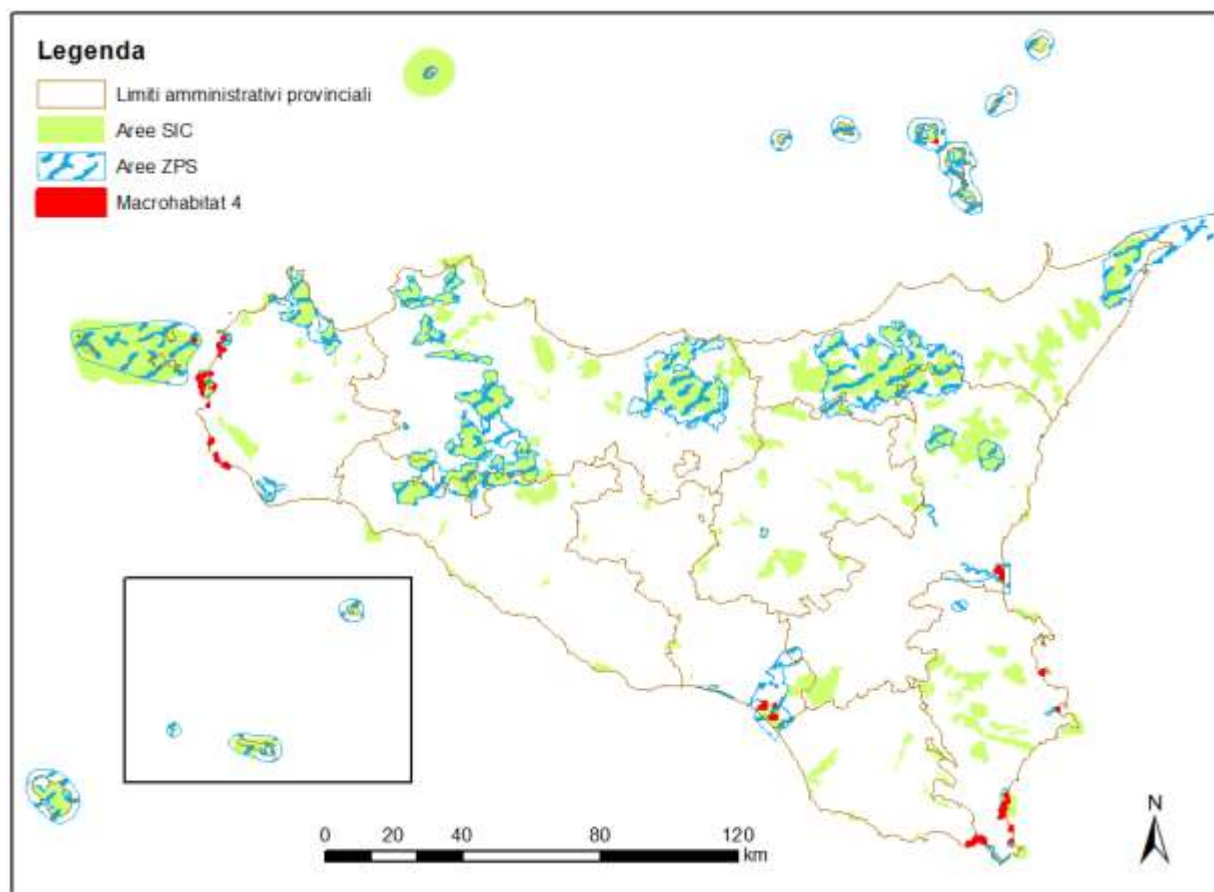 Legenda
Limiti amministrativi provinciali
Aree SIC
Aree ZPS
Macrohabitat 4
0 20 40 80 120
km
N